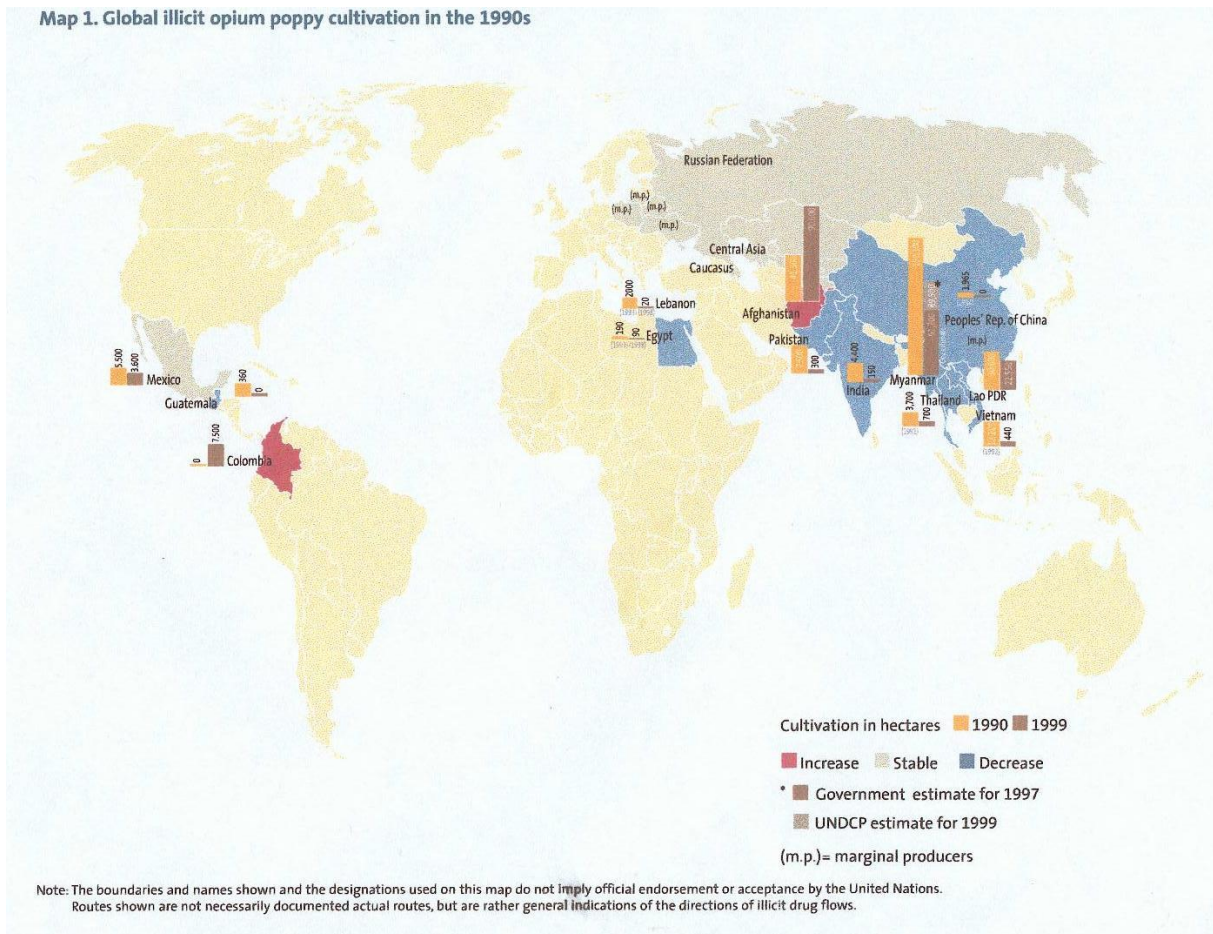 Map 1. Global illicit opium poppy cultivation in the 1990s
Russian Federation
(m.p.)
(m.p.)
(m.p.)
(m.p.)
Central Asia
Caucasus
2000
20
Lebanon
190
90
Egypt
Afghanistan
Pakistan
300
4,400
150
India
1,965
0
*
Peoples' Rep. of China
(m.p.)
Myanmar
3,700
700
Thailand
Lao PDR
Vietnam
440
(1992)
5,500
3,600
Mexico
360
0
Guatemala
0
7,500
Colombia
Cultivation in hectares 1990 1999
Increase Stable Decrease
* Government estimate for 1997
UNDCP estimate for 1999
(m.p.)= marginal producers
Note: The boundaries and names shown and the designations used on this map do not imply official endorsement or acceptance by the United Nations.
Routes shown are not necessarily documented actual routes, but are rather general indications of the directions of illicit drug flows.